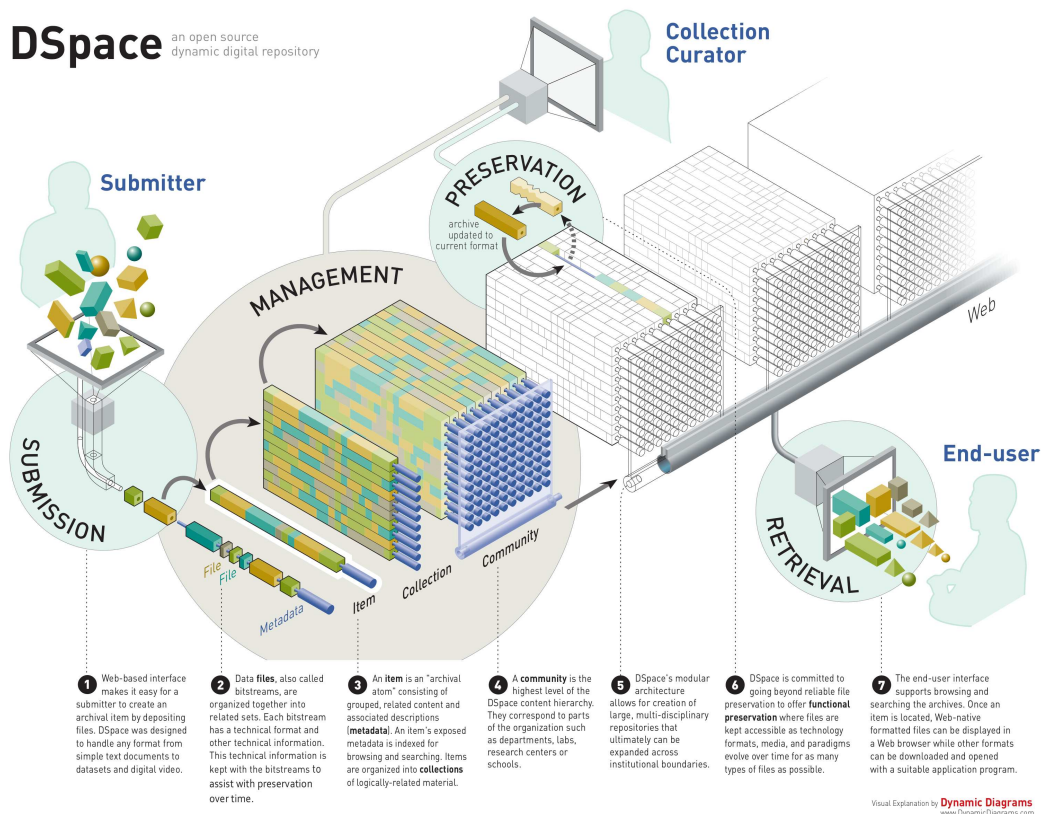 DSpace
an open source
dynamic digital repository
Collection
Curator
Submitter
PRESERVATION
archive
updated to
current format
MANAGEMENT
Web
SUBMISSION
End-user
RETRIEVAL
File
File
Metadata
Item
Collection
Community
1 Web-based interface
makes it easy for a
submitter to create an
archival item by depositing
files. DSpace was designed
to handle any format from
simple text documents to
datasets and digital video.
2 Data files, also called
bitstreams, are
organized together into
related sets. Each bitstream
has a technical format and
other technical information.
This technical information is
kept with the bitstreams to
assist with preservation
over time.
3 An item is an "archival
atom" consisting of
grouped, related content and
associated descriptions
(metadata). An item's exposed
metadata is indexed for
browsing and searching. Items
are organized into collections
of logically-related material.
4 A community is the
highest level of the
DSpace content hierarchy.
They correspond to parts
of the organization such
as departments, labs,
research centers or
schools.
5 DSpace's modular
architecture
allows for creation of
large, multi-disciplinary
repositories that
ultimately can be
expanded across
institutional boundaries.
6 DSpace is committed to
going beyond reliable file
preservation to offer functional
preservation where files are
kept accessible as technology
formats, media, and paradigms
evolve over time for as many
types of files as possible.
7 The end-user interface
supports browsing and
searching the archives. Once an
item is located, Web-native
formatted files can be displayed in
a Web browser while other formats
can be downloaded and opened
with a suitable application program.
Visual Explanation by Dynamic Diagrams
www.DynamicDiagrams.com